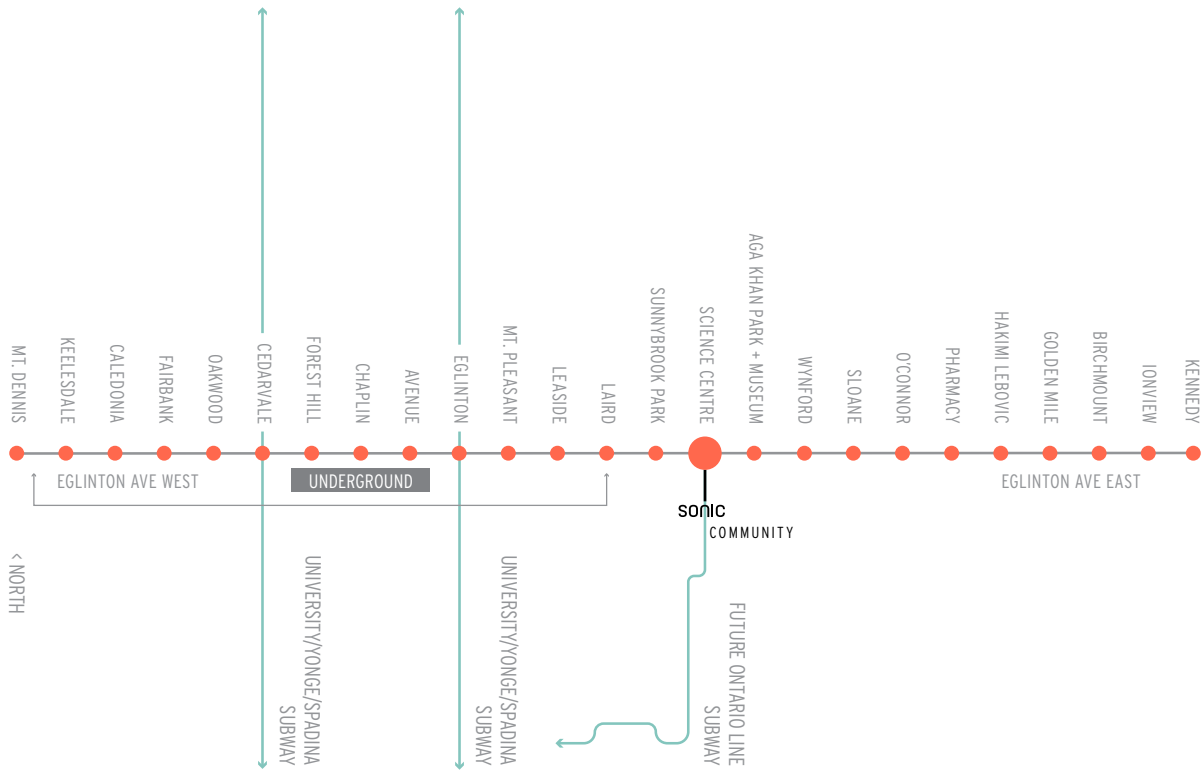 MT. DENNIS
KEELESDALE
CALEDONIA
FAIRBANK
OAKWOOD
CEDARVALE
FOREST HILL
CHAPLIN
AVENUE
EGLINTON
MT. PLEASANT
LEASIDE
LAIRD
SUNNYBROOK PARK
SCIENCE CENTRE
AGA KHAN PARK + MUSEUM
WYNFORD
SLOANE
O'CONNOR
PHARMACY
HAKIMI LEBOVIC
GOLDEN MILE
BIRCHMOUNT
IONVIEW
KENNEDY
EGLINTON AVE WEST
UNDERGROUND
EGLINTON AVE EAST
sonic
COMMUNITY
< NORTH
UNIVERSITY/YONGE/SPADINA
SUBWAY
UNIVERSITY/YONGE/SPADINA
SUBWAY
FUTURE ONTARIO LINE
SUBWAY